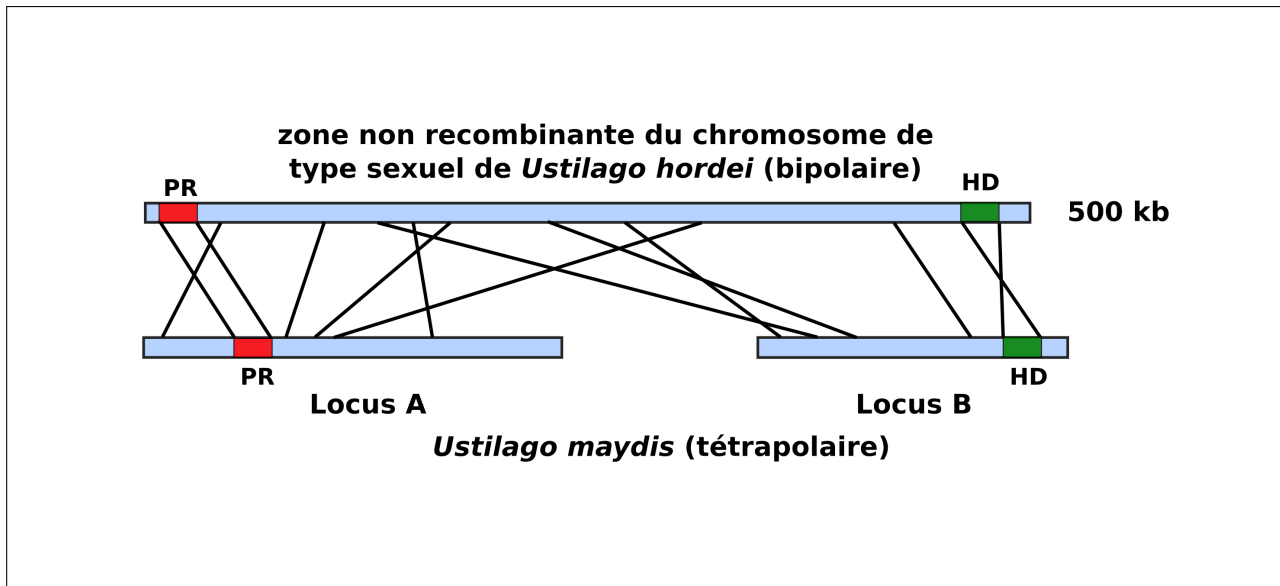 zone non recombinante du chromosome de
type sexuel de Ustilago hordei (bipolaire)
PR
HD
500 kb
PR
HD
Locus A
Locus B
Ustilago maydis (tétrapolaire)